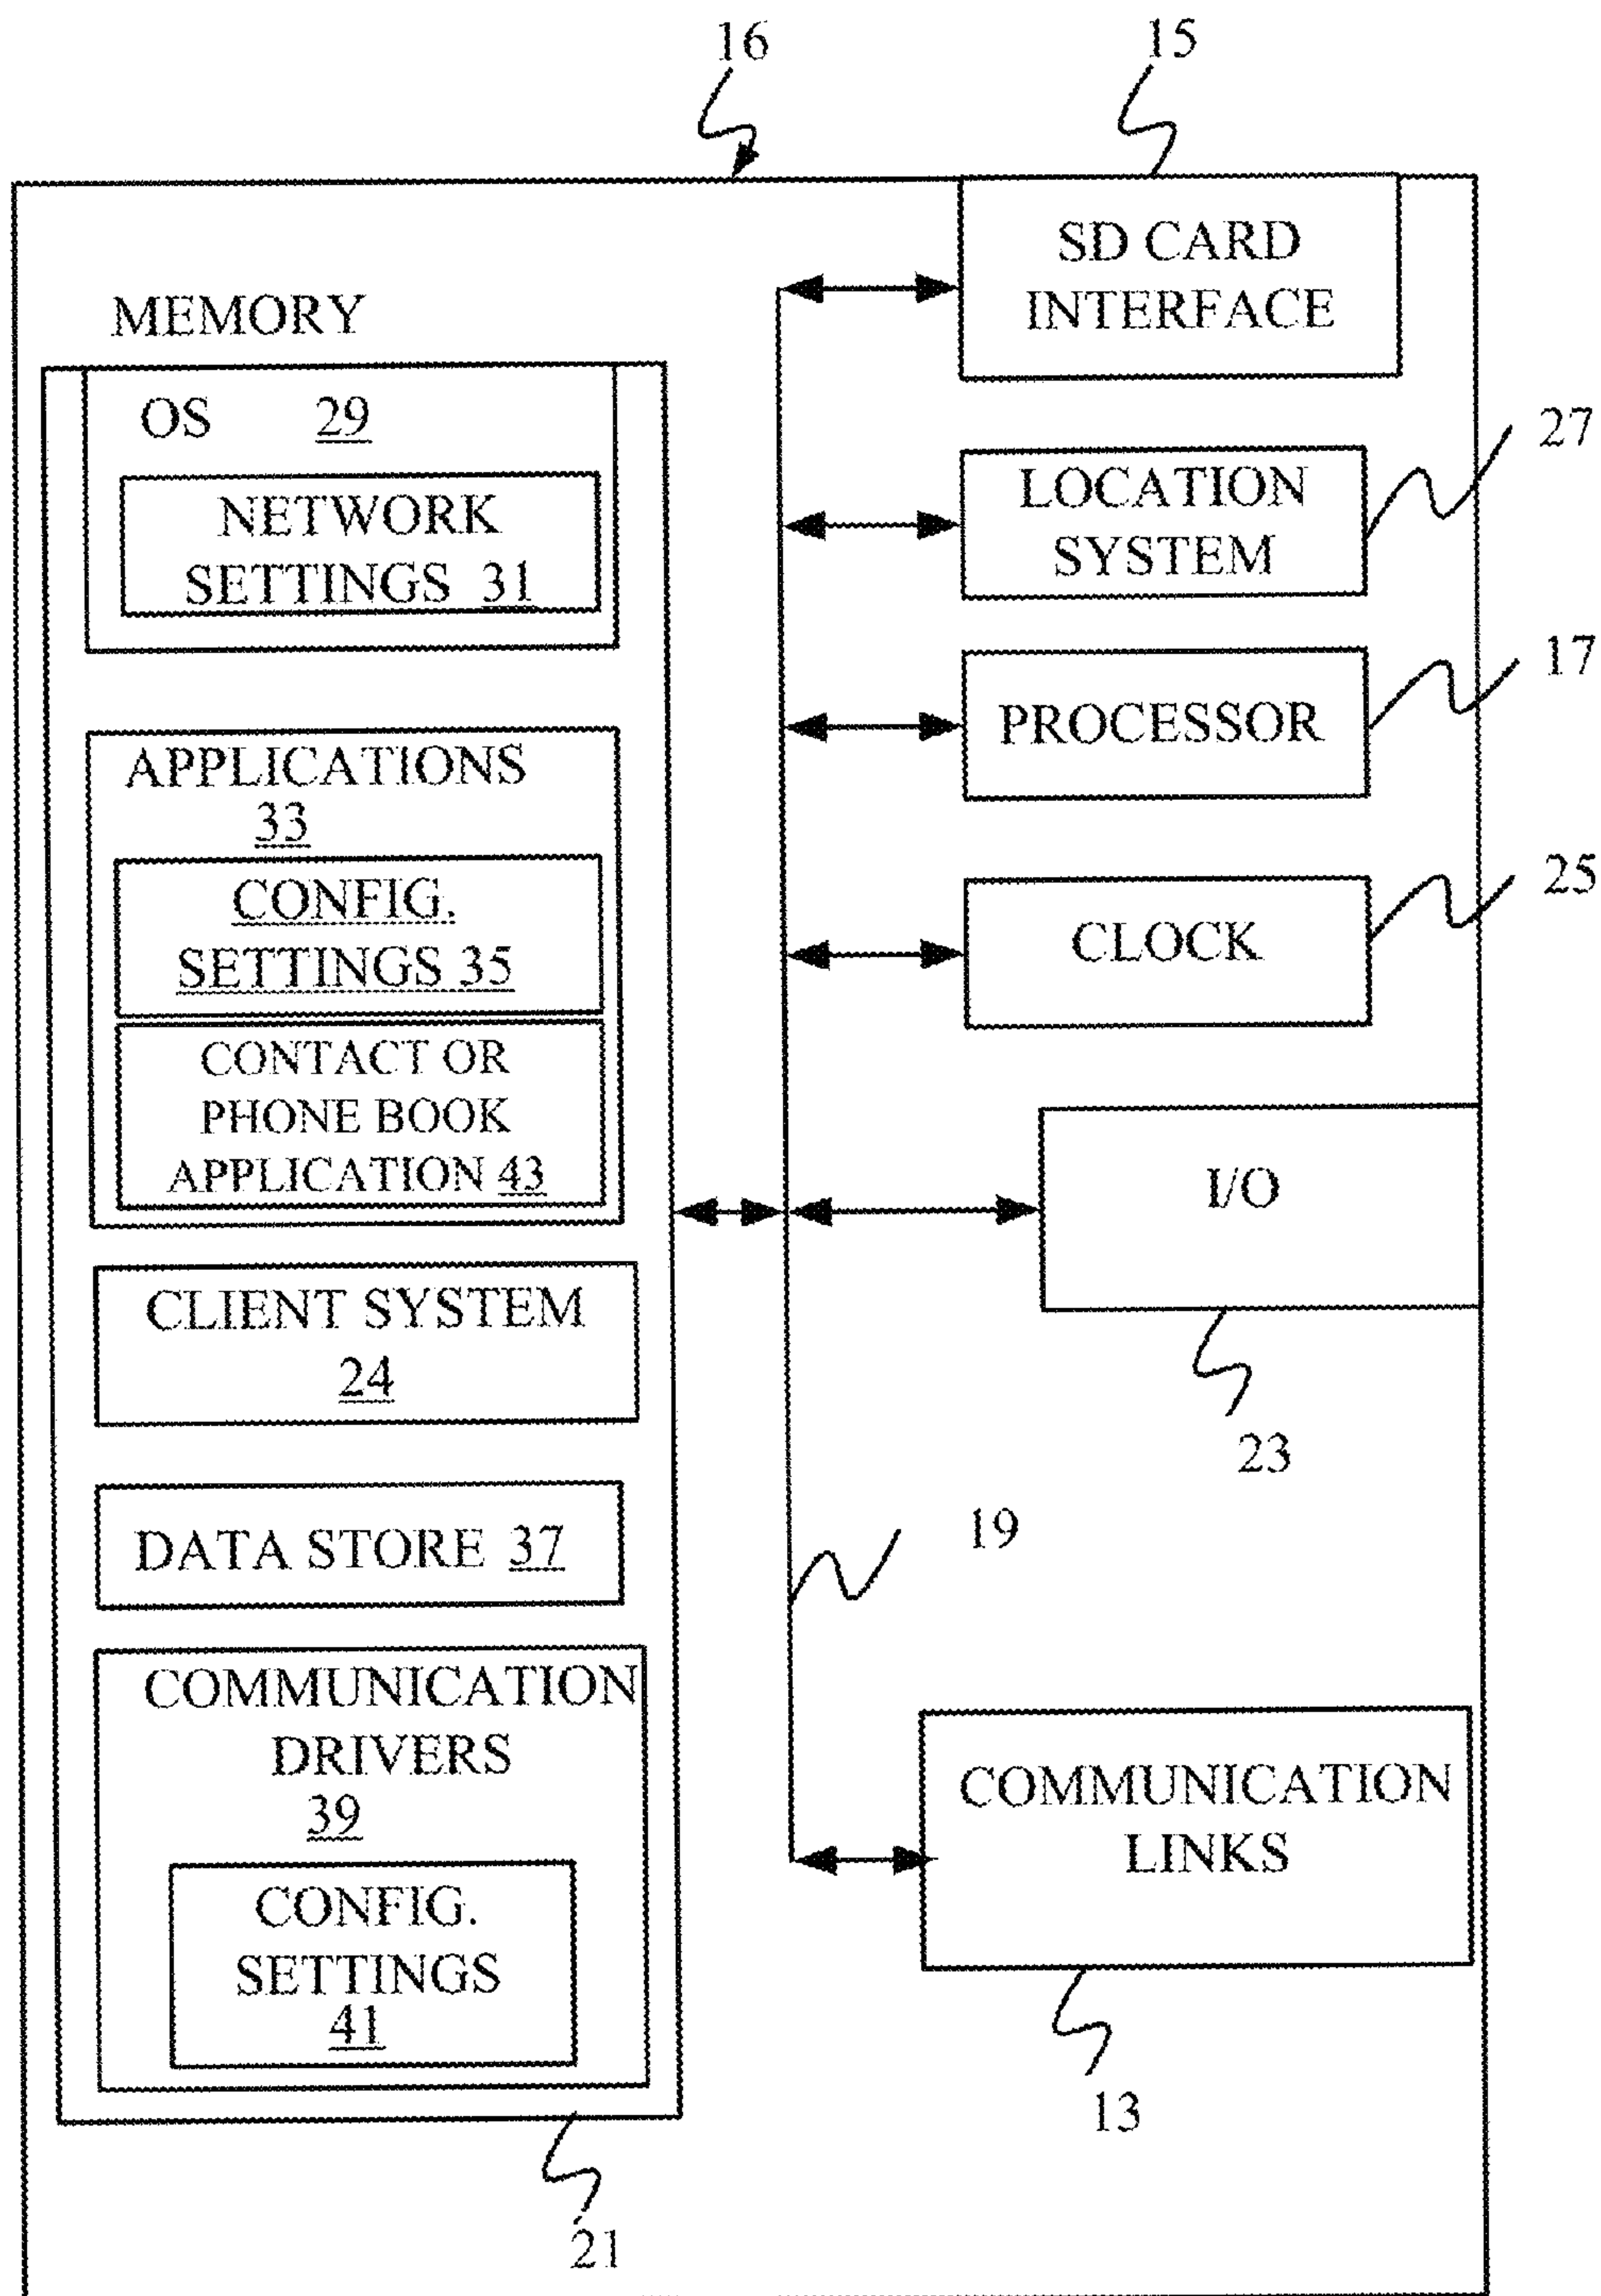 16
15
SD CARD
INTERFACE
MEMORY
OS 29
NETWORK
SETTINGS 31
27
LOCATION
SYSTEM
17
PROCESSOR
APPLICATIONS
33
CONFIG.
SETTINGS 35
25
CLOCK
CONTACT OR
PHONE BOOK
APPLICATION 43
I/O
23
CLIENT SYSTEM
24
19
DATA STORE 37
COMMUNICATION
DRIVERS
39
CONFIG.
SETTINGS
41
COMMUNICATION
LINKS
13
21